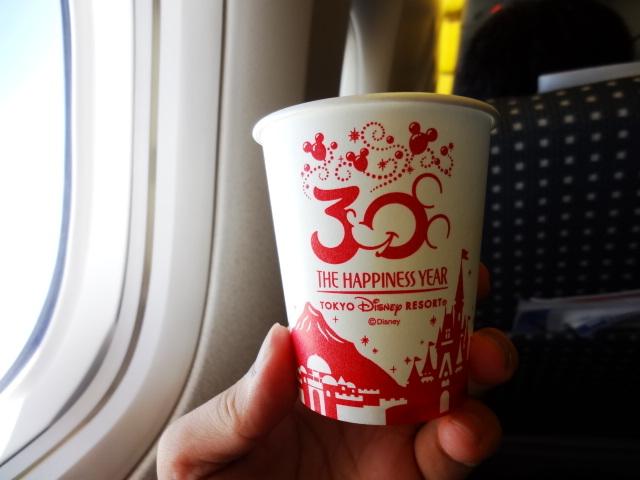 30
THE HAPPINESS YEAR
TOKYO Disney RESORT®
©Disney